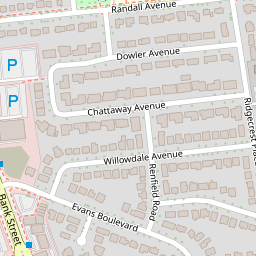 Randall Avenue
Dowler Avenue
P
P
Chattaway Avenue
Ridgecrest Place
Willowdale Avenue
Renfield Road
Evans Boulevard
Bank Street